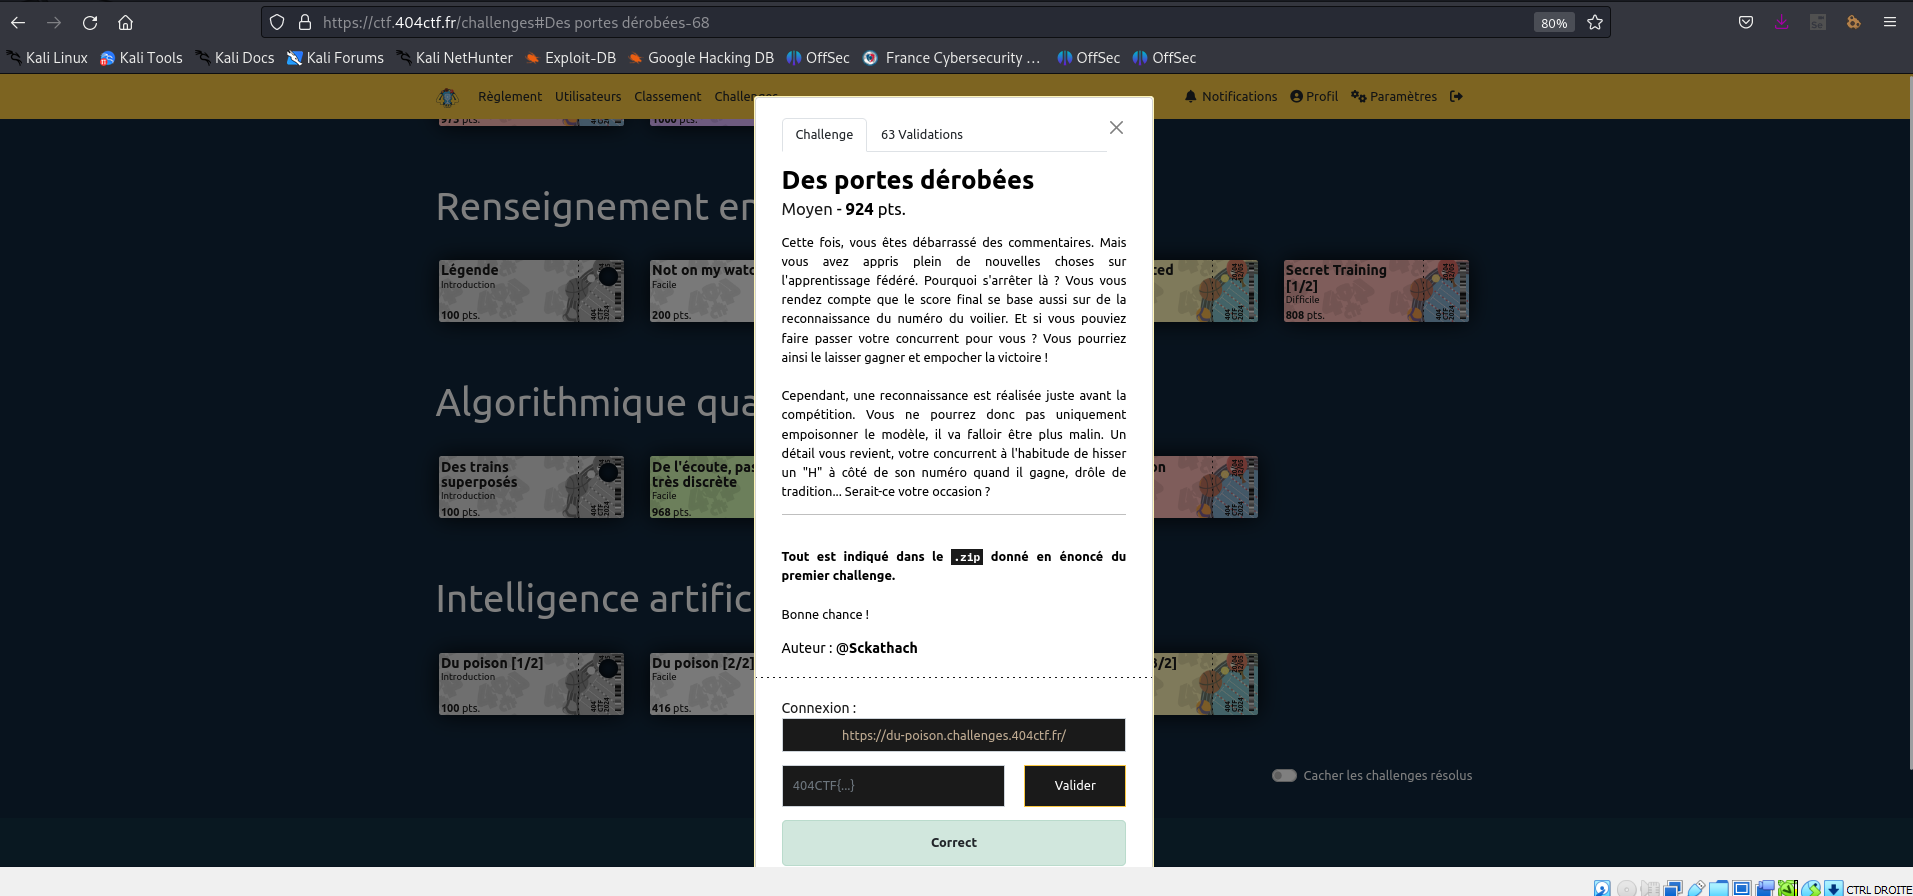 https://ctf.404ctf.fr/challenges#Des portes dérobées-68
80%
Kali Linux Kali Tools Kali Docs Kali Forums Kali NetHunter Exploit-DB Google Hacking DB OffSec France Cybersecurity … OffSec OffSec
Règlement Utilisateurs Classement Challenges Notifications Profil Paramètres
975 pts. 1000 pts.
Challenge 63 Validations
Des portes dérobées
Moyen - 924 pts.
Cette fois, vous êtes débarrassé des commentaires. Mais
vous avez appris plein de nouvelles choses sur
l'apprentissage fédéré. Pourquoi s'arrêter là ? Vous vous
rendez compte que le score final se base aussi sur de la
reconnaissance du numéro du voilier. Et si vous pouviez
faire passer votre concurrent pour vous ? Vous pourriez
ainsi le laisser gagner et empocher la victoire !
Cependant, une reconnaissance est réalisée juste avant la
compétition. Vous ne pourrez donc pas uniquement
empoisonner le modèle, il va falloir être plus malin. Un
détail vous revient, votre concurrent à l'habitude de hisser
un "H" à côté de son numéro quand il gagne, drôle de
tradition... Serait-ce votre occasion ?
Tout est indiqué dans le .zip donné en énoncé du
premier challenge.
Bonne chance !
Auteur : @Sckathach
Connexion :
https://du-poison.challenges.404ctf.fr/
404CTF{...}
Valider
Correct
Renseignement en
Légende
Introduction
100 pts.
Not on my watc
Facile
200 pts.
ced
Secret Training
[1/2]
Difficile
808 pts.
Algorithmique qua
Des trains
superposés
Introduction
100 pts.
De l'écoute, pas
très discrète
Facile
968 pts.
on
Intelligence artific
Du poison [1/2]
Introduction
100 pts.
Du poison [2/2]
Facile
416 pts.
3/2]
Cacher les challenges résolus
CTRL DROITE